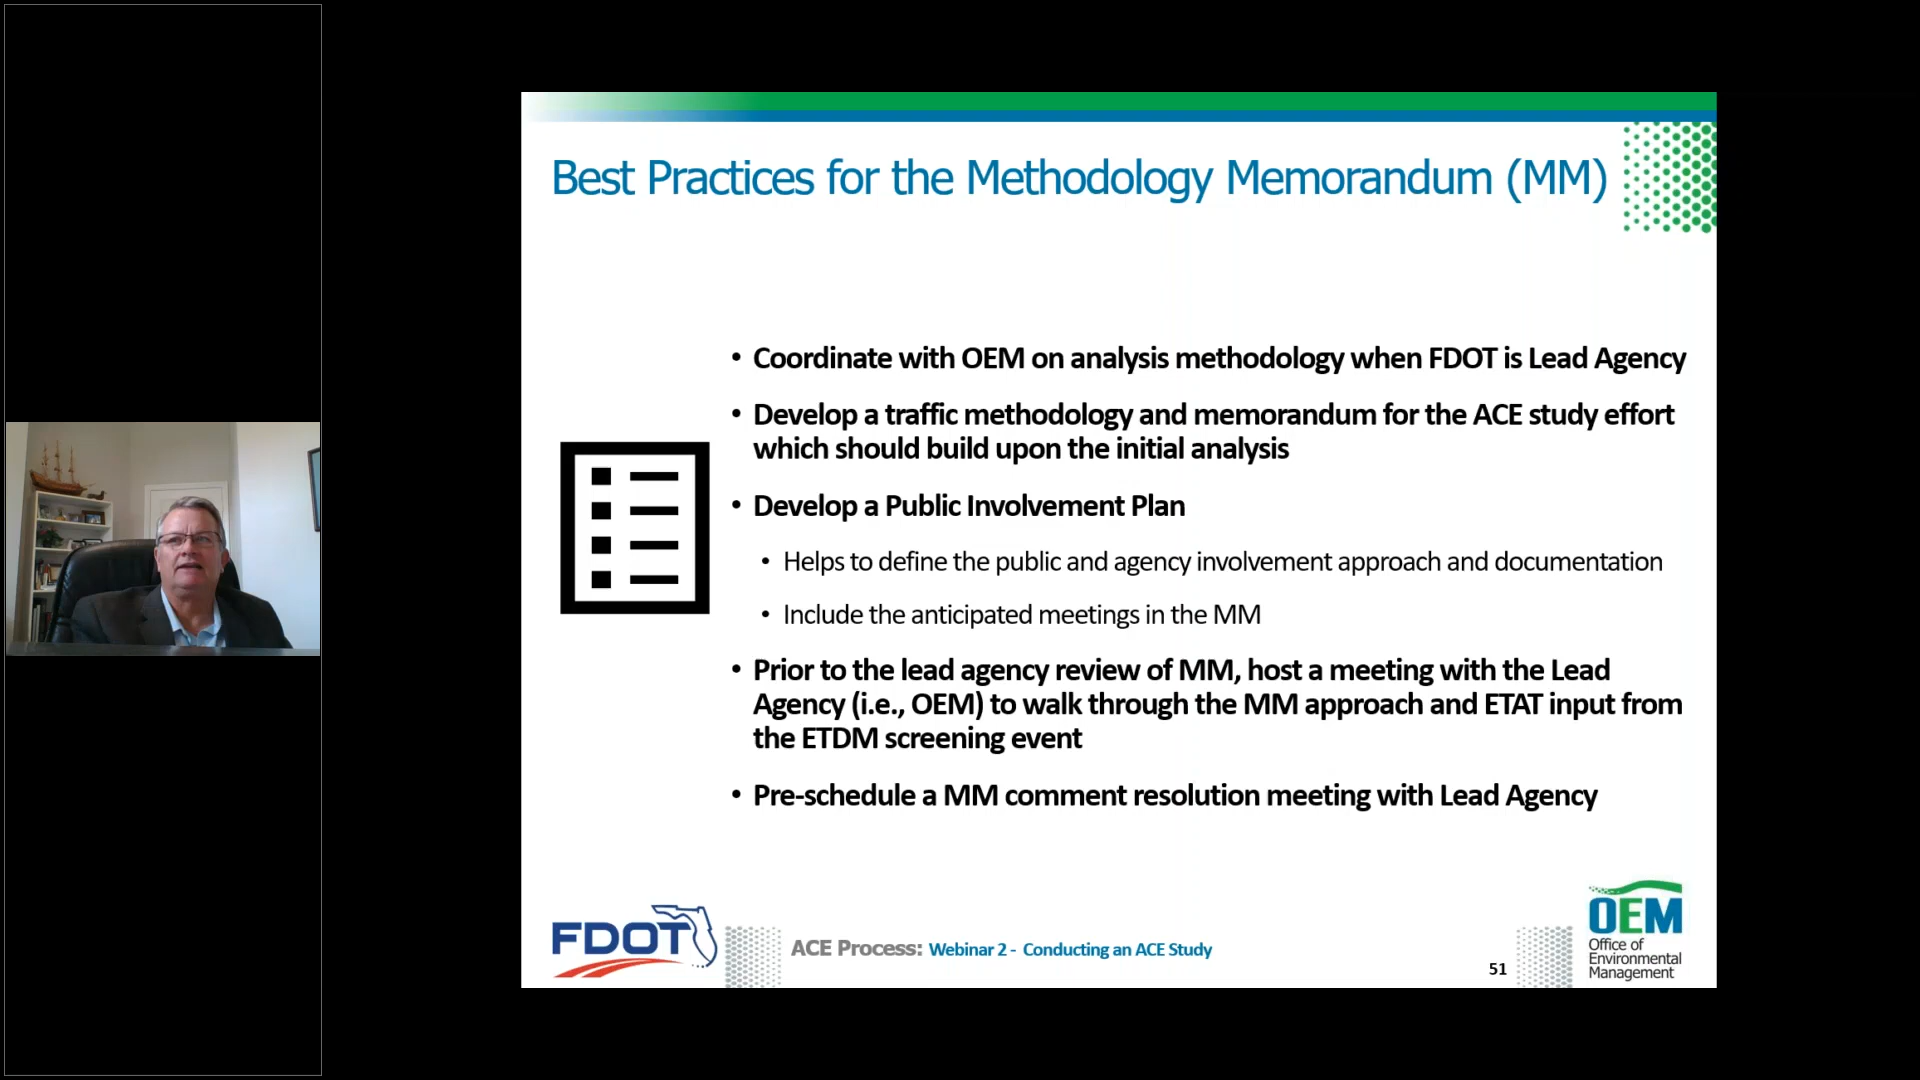 Best Practices for the Methodology Memorandum (MM)
• Coordinate with OEM on analysis methodology when FDOT is Lead Agency
• Develop a traffic methodology and memorandum for the ACE study effort
which should build upon the initial analysis
• Develop a Public Involvement Plan
• Helps to define the public and agency involvement approach and documentation
• Include the anticipated meetings in the MM
• Prior to the lead agency review of MM, host a meeting with the Lead
Agency (i.e., OEM) to walk through the MM approach and ETAT input from
the ETDM screening event
• Pre-schedule a MM comment resolution meeting with Lead Agency
FDOT
ACE Process: Webinar 2 - Conducting an ACE Study
51
OEM
Office of
Environmental
Management